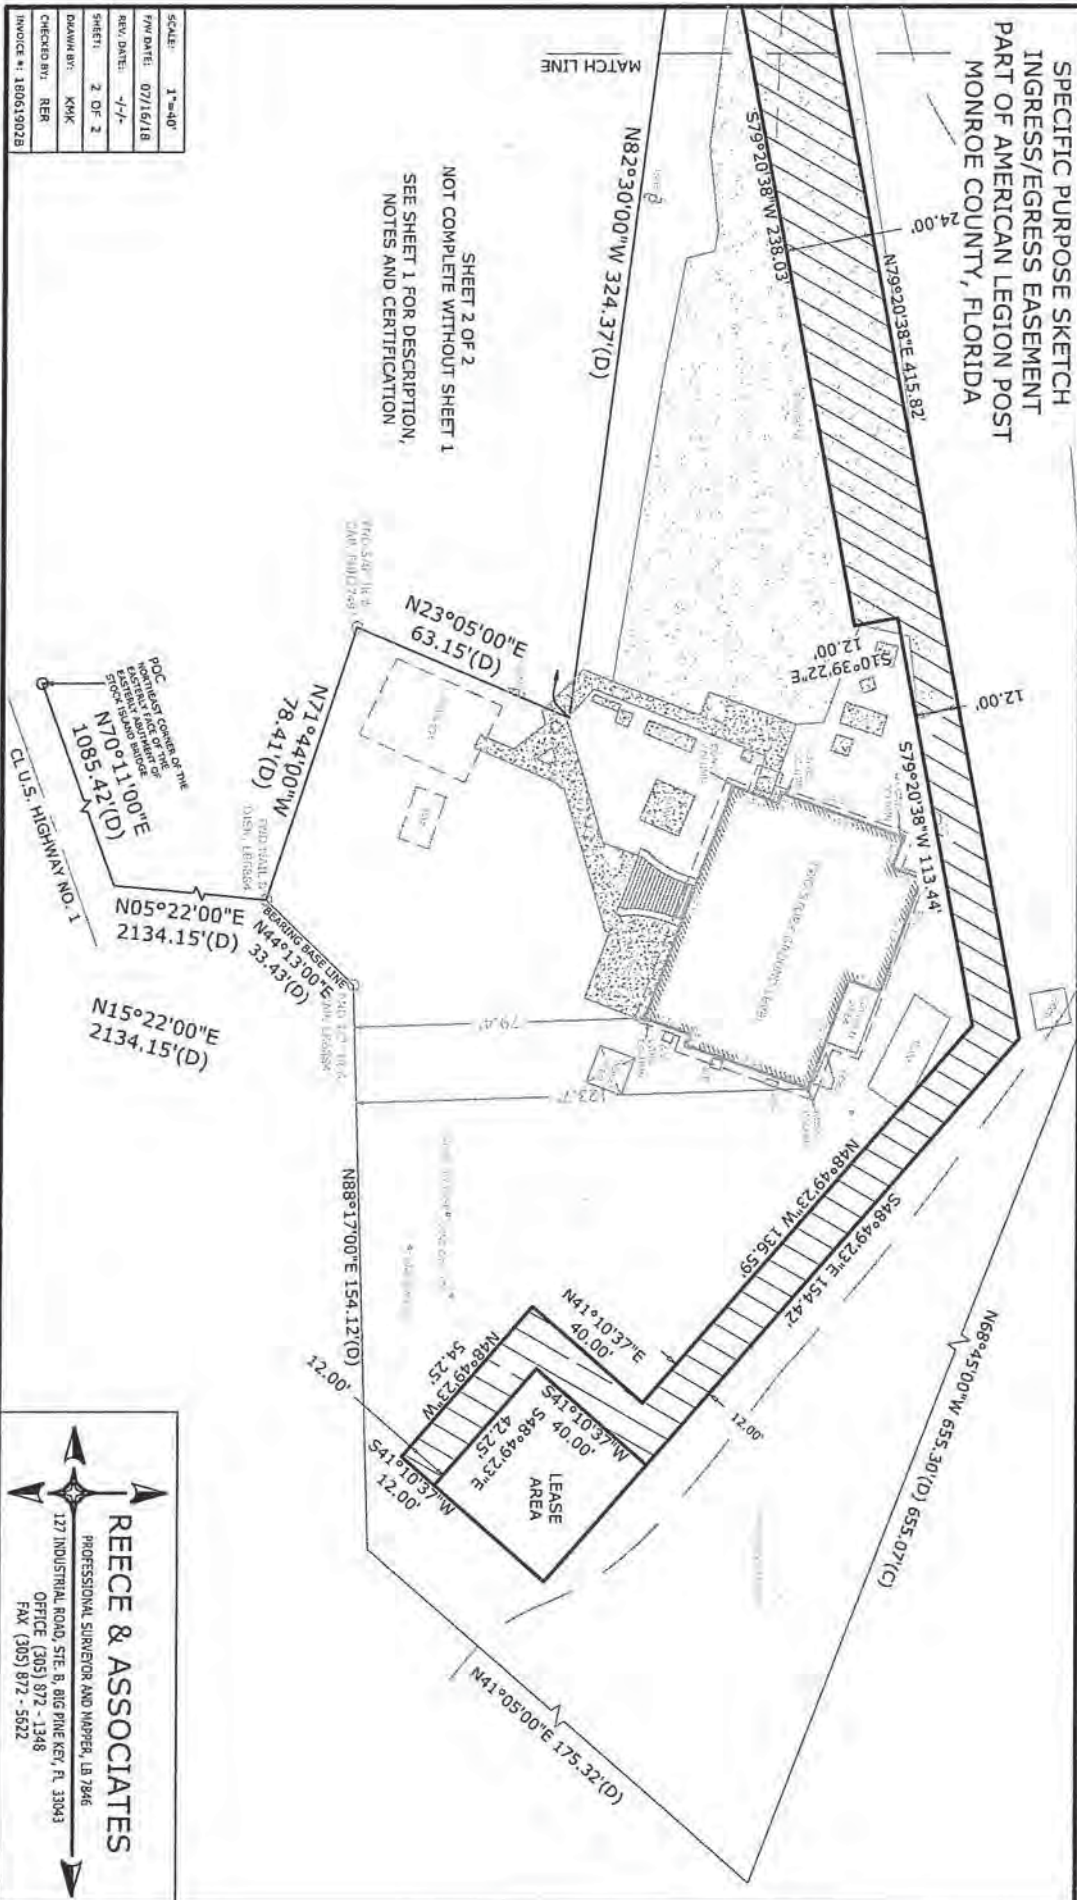 SPECIFIC PURPOSE SKETCH
INGRESS/EGRESS EASEMENT
PART OF AMERICAN LEGION POST
MONROE COUNTY, FLORIDA
MATCH LINE
S79°20'38"W 238.03'
24.00'
N79°20'38"E 415.82'
N82°30'00"W 324.37'(D)
SHEET 2 OF 2
NOT COMPLETE WITHOUT SHEET 1
SEE SHEET 1 FOR DESCRIPTION,
NOTES AND CERTIFICATION
S10°39'22"E
12.00'
12.00'
S79°20'38"W 113.44'
N23°05'00"E
63.15'(D)
N71°44'00"W
78.41'(D)
POC
NORTHEAST CORNER OF THE
EASTERLY FACE OF THE
EASTERLY ABUTMENT OF
STOCK ISLAND BRIDGE
N70°11'00"E
1085.42'(D)
CL U.S. HIGHWAY NO. 1
FND NAIL &
DISK, LB6884
N05°22'00"E
2134.15'(D)
BEARING BASE LINE
N44°13'00"E
33.43'(D)
N15°22'00"E
2134.15'(D)
79.4'
123.7'
N88°17'00"E 154.12'(D)
N48°49'23"W 136.59'
S48°49'23"E 154.42'
N68°45'00"W 655.30'(D) 655.07'(C)
N41°10'37"E
40.00'
12.00'
N48°49'23"W
54.25'
12.00'
S41°10'37"W
40.00'
S
S48°49'23"E
42.25'
S41°10'37"W
12.00'
LEASE
AREA
N41°05'00"E 175.32'(D)
SCALE: 1"=40'
F/W DATE: 07/16/18
REV. DATE: -/-/-
SHEET: 2 OF 2
DRAWN BY: KMK
CHECKED BY: RER
INVOICE #: 18061902B
REECE & ASSOCIATES
PROFESSIONAL SURVEYOR AND MAPPER, LB 7846
127 INDUSTRIAL ROAD, STE. B, BIG PINE KEY, FL 33043
OFFICE (305) 872 - 1348
FAX (305) 872 - 5622